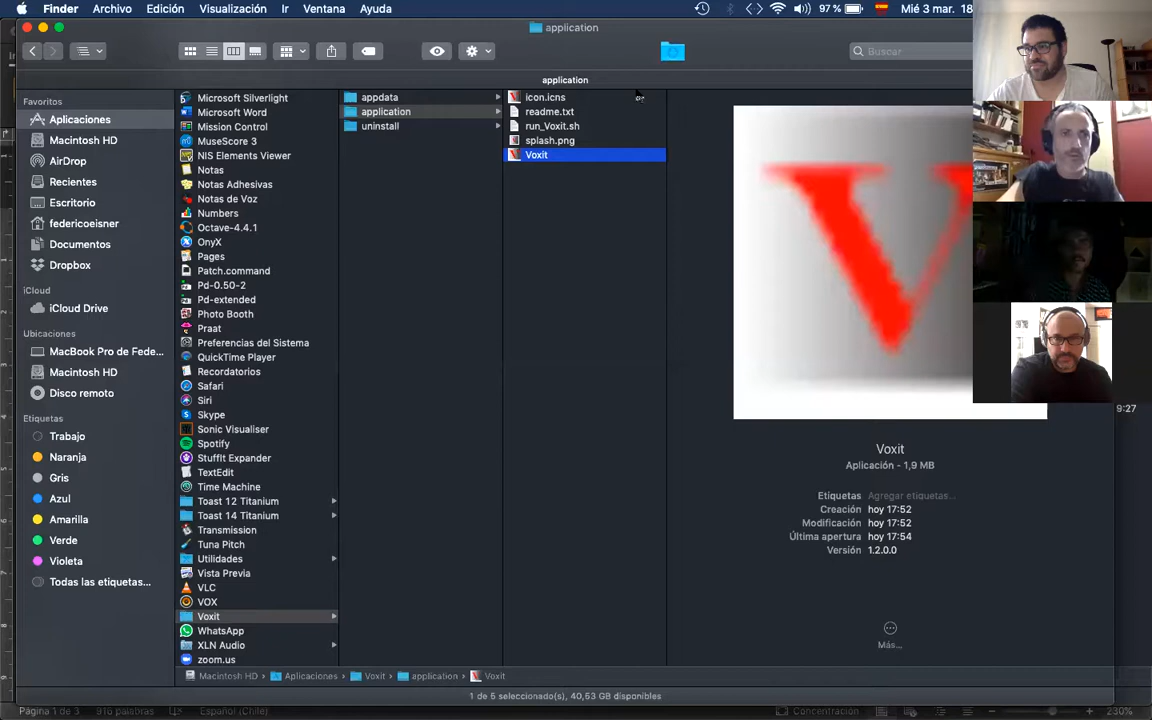 Finder Archivo Edición Visualización Ir Ventana Ayuda 97 % Mié 3 mar. 18
application
Buscar
application
Favoritos
Aplicaciones
Machintosh HD
AirDrop
Recientes
Escritorio
federicoeisner
Documentos
Dropbox
iCloud
iCloud Drive
Ubicaciones
MacBook Pro de Fede...
Macintosh HD
Disco remoto
Etiquetas
Trabajo
Naranja
Gris
Azul
Amarilla
Verde
Violeta
Todas las etiquetas...
Microsoft Silverlight
Microsoft Word
Mission Control
MuseScore 3
NIS Elements Viewer
Notas
Notas Adhesivas
Notas de Voz
Numbers
Octave-4.4.1
OnyX
Pages
Patch.command
Pd-0.50-2
Pd-extended
Photo Booth
Praat
Preferencias del Sistema
QuickTime Player
Recordatorios
Safari
Siri
Skype
Sonic Visualiser
Spotify
StuffIt Expander
TextEdit
Time Machine
Toast 12 Titanium
Toast 14 Titanium
Transmission
Tuna Pitch
Utilidades
Vista Previa
VLC
VOX
Voxit
WhatsApp
XLN Audio
zoom.us
appdata
application
uninstall
icon.icns
readme.txt
run_Voxit.sh
splash.png
Voxit
V
Voxit
Aplicación - 1,9 MB
Etiquetas Agregar etiquetas...
Creación hoy 17:52
Modificación hoy 17:52
Última apertura hoy 17:54
Versión 1.2.0.0
Más...
9:27
Macintosh HD Aplicaciones Voxit application Voxit
1 de 5 seleccionado(s), 40,53 GB disponibles
Página 1 de 3 916 palabras Español (Chile) Concentración 230%